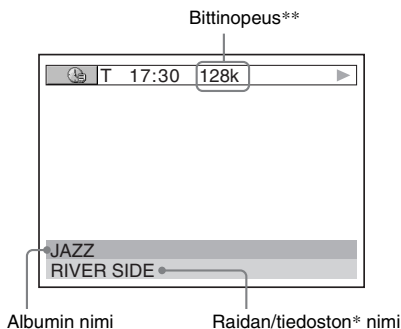 Bittinopeus**
T 17:30 128k
JAZZ
RIVER SIDE
Albumin nimi
Raidan/tiedoston* nimi